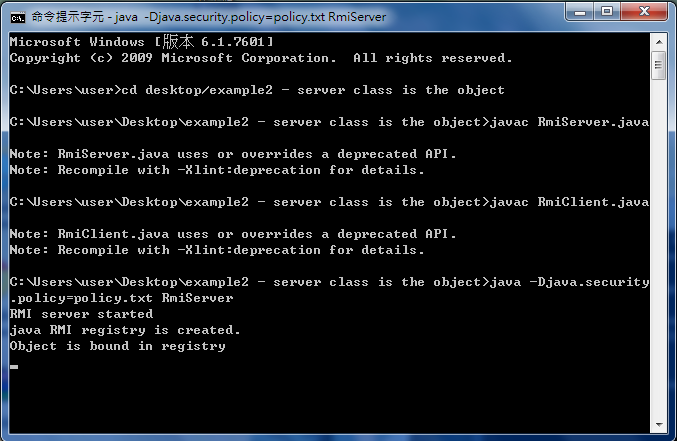 命令提示字元 - java  -Djava.security.policy=policy.txt RmiServer
Microsoft Windows [版本 6.1.7601]
Copyright (c) 2009 Microsoft Corporation.  All rights reserved.
C:\Users\user>cd desktop/example2 - server class is the object
C:\Users\user\Desktop\example2 - server class is the object>javac RmiServer.java
Note: RmiServer.java uses or overrides a deprecated API.
Note: Recompile with -Xlint:deprecation for details.
C:\Users\user\Desktop\example2 - server class is the object>javac RmiClient.java
Note: RmiClient.java uses or overrides a deprecated API.
Note: Recompile with -Xlint:deprecation for details.
C:\Users\user\Desktop\example2 - server class is the object>java -Djava.security
.policy=policy.txt RmiServer
RMI server started
java RMI registry is created.
Object is bound in registry